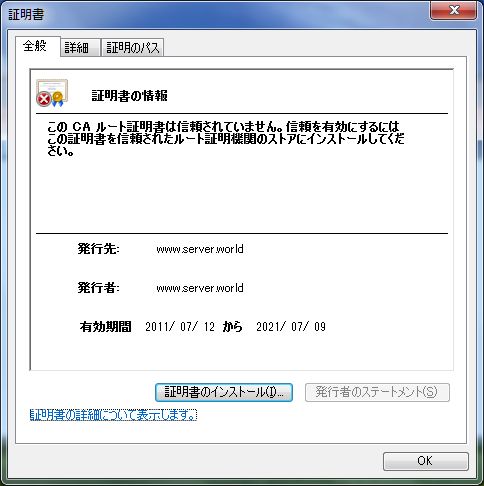 証明書
全般
詳細
証明のパス
証明書の情報
この CA ルート証明書は信頼されていません。信頼を有効にするには
この証明書を信頼されたルート証明機関のストアにインストールしてくだ
さい。
発行先: www.server.world
発行者: www.server.world
有効期間 2011/ 07/ 12 から 2021/ 07/ 09
証明書のインストール(I)...
発行者のステートメント(S)
証明書の詳細について表示します。
OK